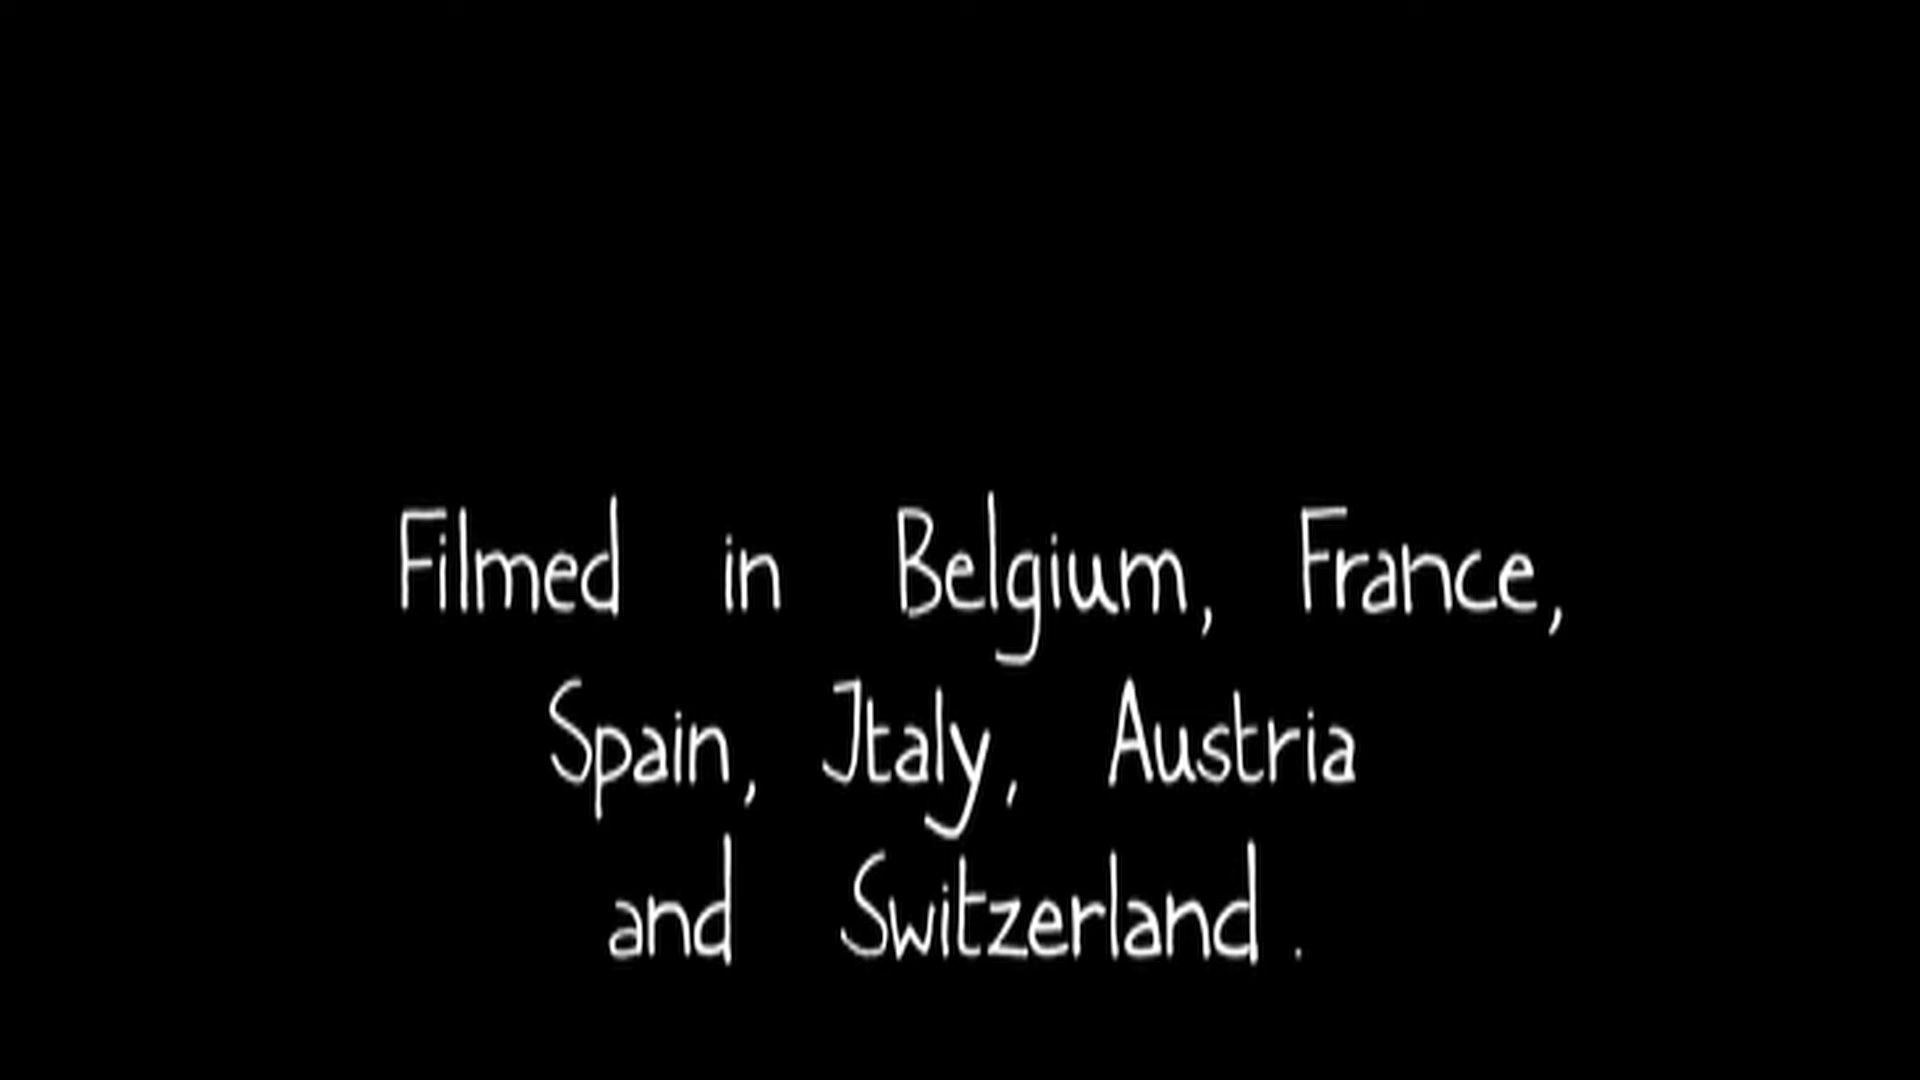 Filmed in Belgium, France,
Spain, Italy, Austria
and Switzerland.